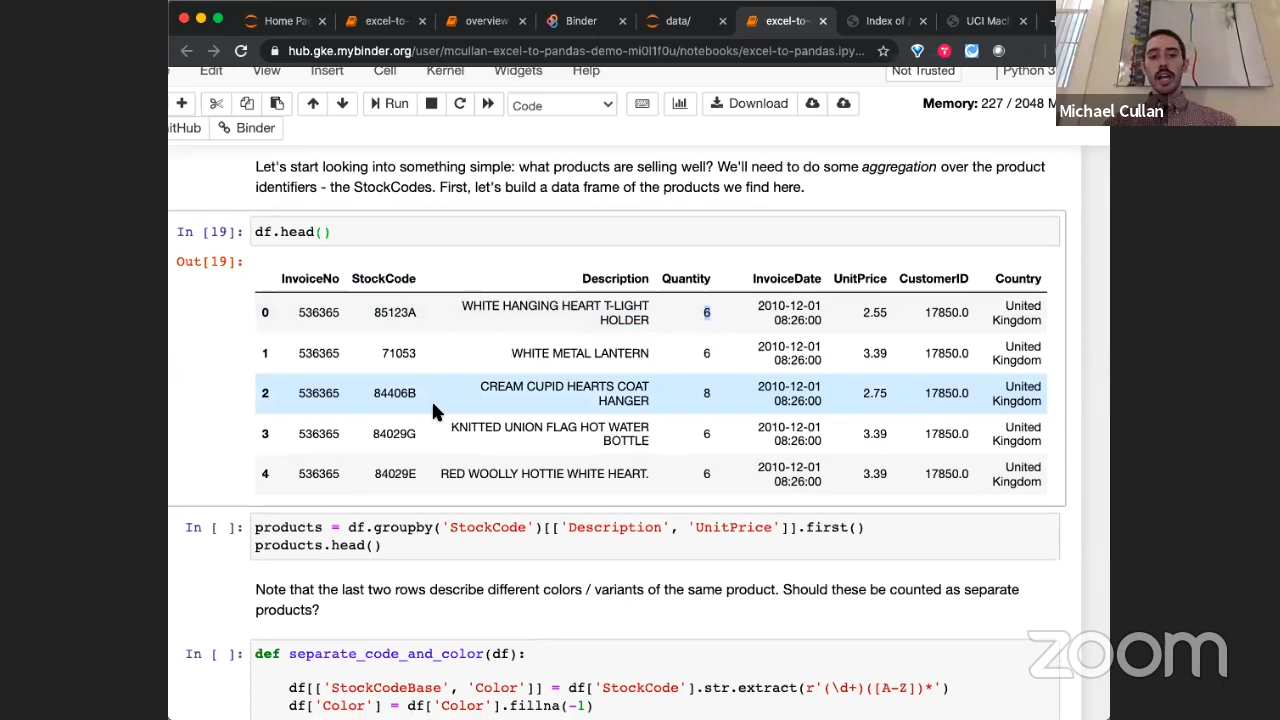 Home Pa
excel-to-
overview
Binder
data/
excel-to-
Index of
UCI Mac
hub.gke.mybinder.org/user/mcullan-excel-to-pandas-demo-mi0l1f0u/notebooks/excel-to-pandas.ipy...
Edit View Insert Cell Kernel Widgets Help Not Trusted Python 3
Run Code Download Memory: 227 / 2048 M
itHub Binder
Michael Cullan
Let's start looking into something simple: what products are selling well? We'll need to do some aggregation over the product
identifiers - the StockCodes. First, let's build a data frame of the products we find here.
In [19]: df.head()
Out[19]:
InvoiceNo StockCode Description Quantity InvoiceDate UnitPrice CustomerID Country
0 536365 85123A WHITE HANGING HEART T-LIGHT HOLDER 6 2010-12-01 08:26:00 2.55 17850.0 United Kingdom
1 536365 71053 WHITE METAL LANTERN 6 2010-12-01 08:26:00 3.39 17850.0 United Kingdom
2 536365 84406B CREAM CUPID HEARTS COAT HANGER 8 2010-12-01 08:26:00 2.75 17850.0 United Kingdom
3 536365 84029G KNITTED UNION FLAG HOT WATER BOTTLE 6 2010-12-01 08:26:00 3.39 17850.0 United Kingdom
4 536365 84029E RED WOOLLY HOTTIE WHITE HEART. 6 2010-12-01 08:26:00 3.39 17850.0 United Kingdom
In [ ]: products = df.groupby('StockCode')[['Description', 'UnitPrice']].first()
products.head()
Note that the last two rows describe different colors / variants of the same product. Should these be counted as separate
products?
In [ ]: def separate_code_and_color(df):
df[['StockCodeBase', 'Color']] = df['StockCode'].str.extract(r'(\d+)([A-Z])*')
df['Color'] = df['Color'].fillna(-1)
zoom